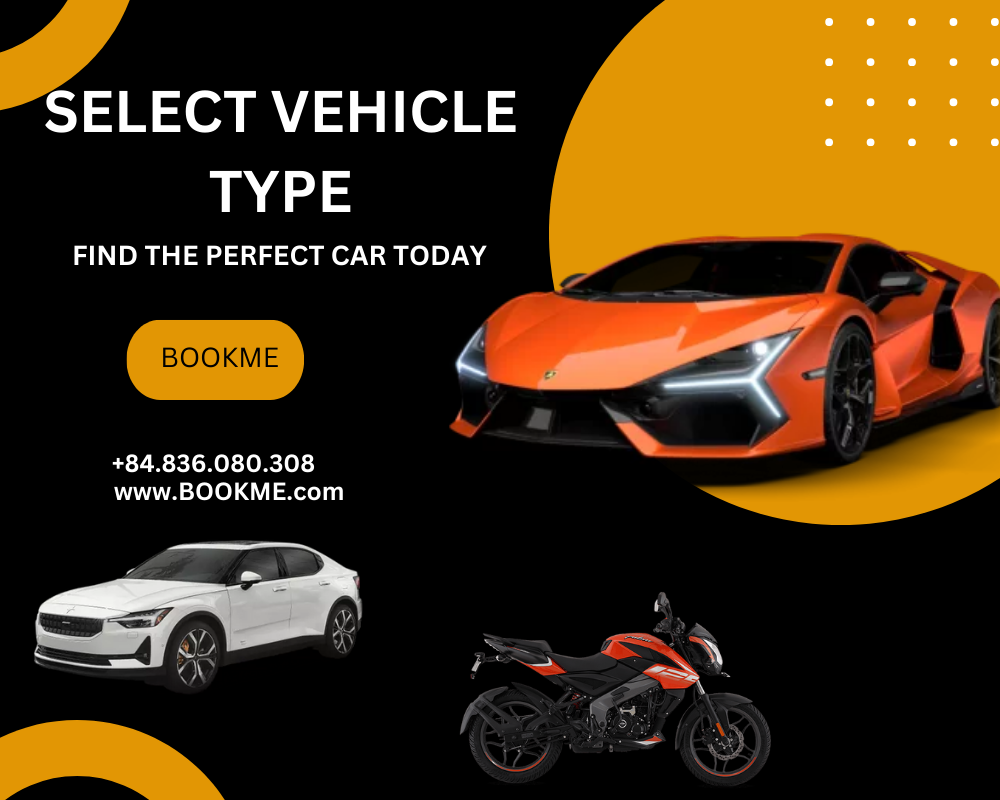 SELECT VEHICLE
TYPE
FIND THE PERFECT CAR TODAY
BOOKME
+84.836.080.308
www.BOOKME.com